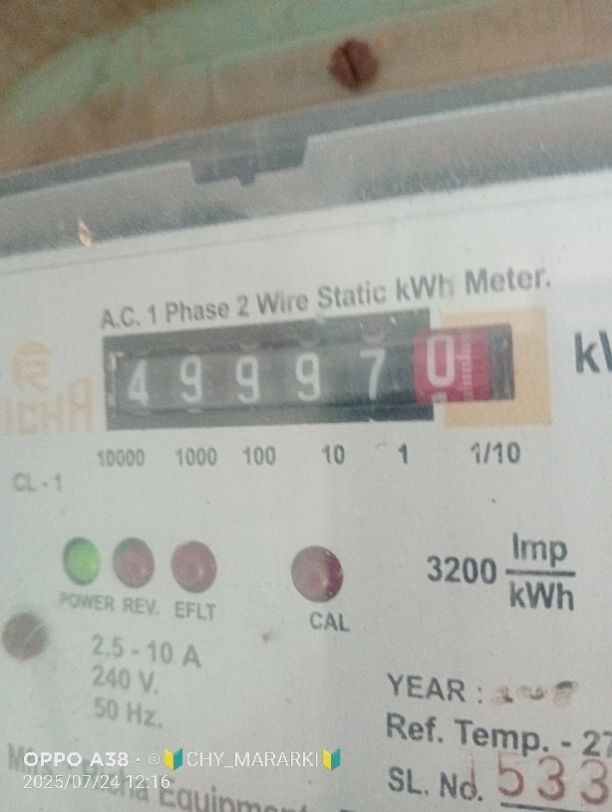 A.C. 1 Phase 2 Wire Static kWh Meter.
4 9 9 9 7 0
10000 1000 100 10 1 1/10
CL - 1
3200 Imp/kWh
POWER REV. EFLT
CAL
2.5 - 10 A
240 V.
50 Hz.
YEAR :
Ref. Temp. - 27
SL. No. 533
OPPO A38 · ©🔰CHY_MARARKI🔰
2025/07/24 12:16
Equipment